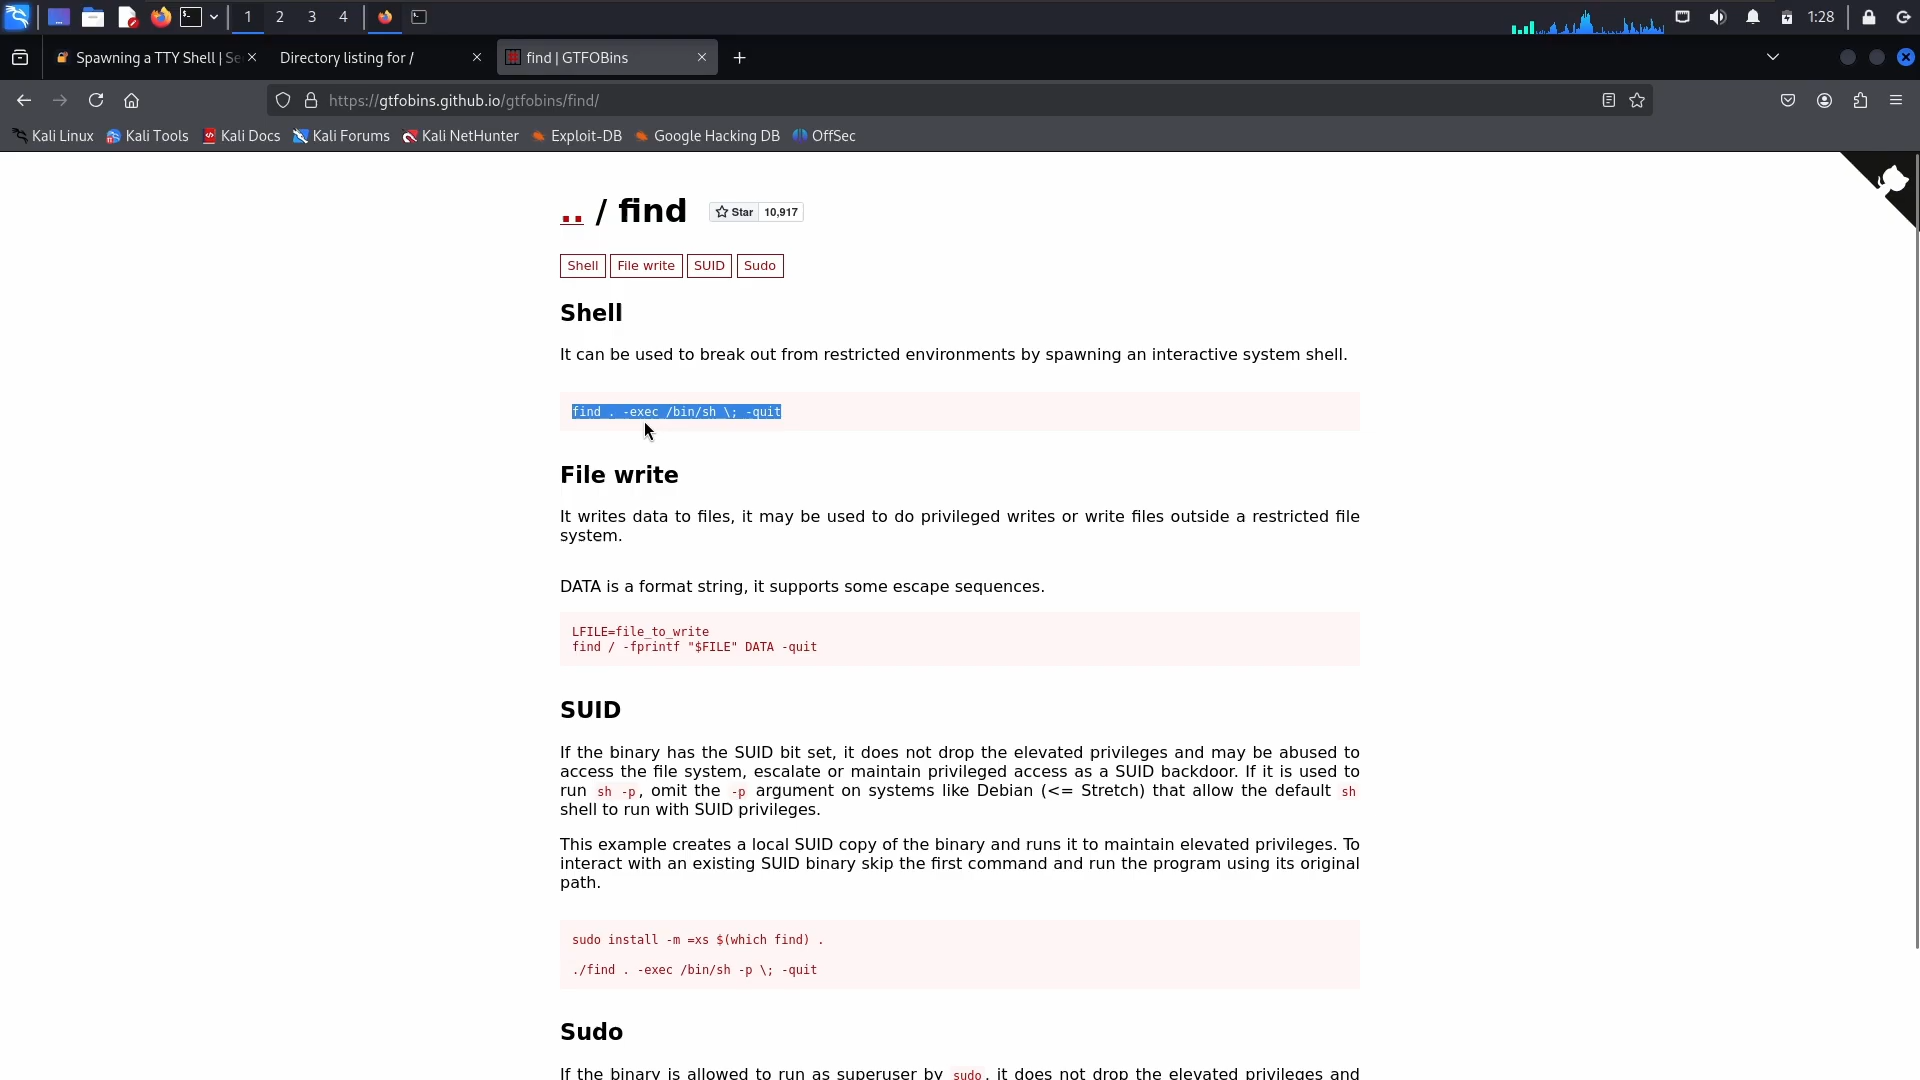 1 2 3 4 1:28
Spawning a TTY Shell | Se
Directory listing for /
find | GTFOBins
https://gtfobins.github.io/gtfobins/find/
Kali Linux Kali Tools Kali Docs Kali Forums Kali NetHunter Exploit-DB Google Hacking DB OffSec
.. / find Star 10,917
Shell File write SUID Sudo
Shell
It can be used to break out from restricted environments by spawning an interactive system shell.
find . -exec /bin/sh \; -quit
File write
It writes data to files, it may be used to do privileged writes or write files outside a restricted file
system.
DATA is a format string, it supports some escape sequences.
LFILE=file_to_write
find / -fprintf "$FILE" DATA -quit
SUID
If the binary has the SUID bit set, it does not drop the elevated privileges and may be abused to
access the file system, escalate or maintain privileged access as a SUID backdoor. If it is used to
run sh -p, omit the -p argument on systems like Debian (<= Stretch) that allow the default sh
shell to run with SUID privileges.
This example creates a local SUID copy of the binary and runs it to maintain elevated privileges. To
interact with an existing SUID binary skip the first command and run the program using its original
path.
sudo install -m =xs $(which find) .
./find . -exec /bin/sh -p \; -quit
Sudo
If the binary is allowed to run as superuser by sudo, it does not drop the elevated privileges and